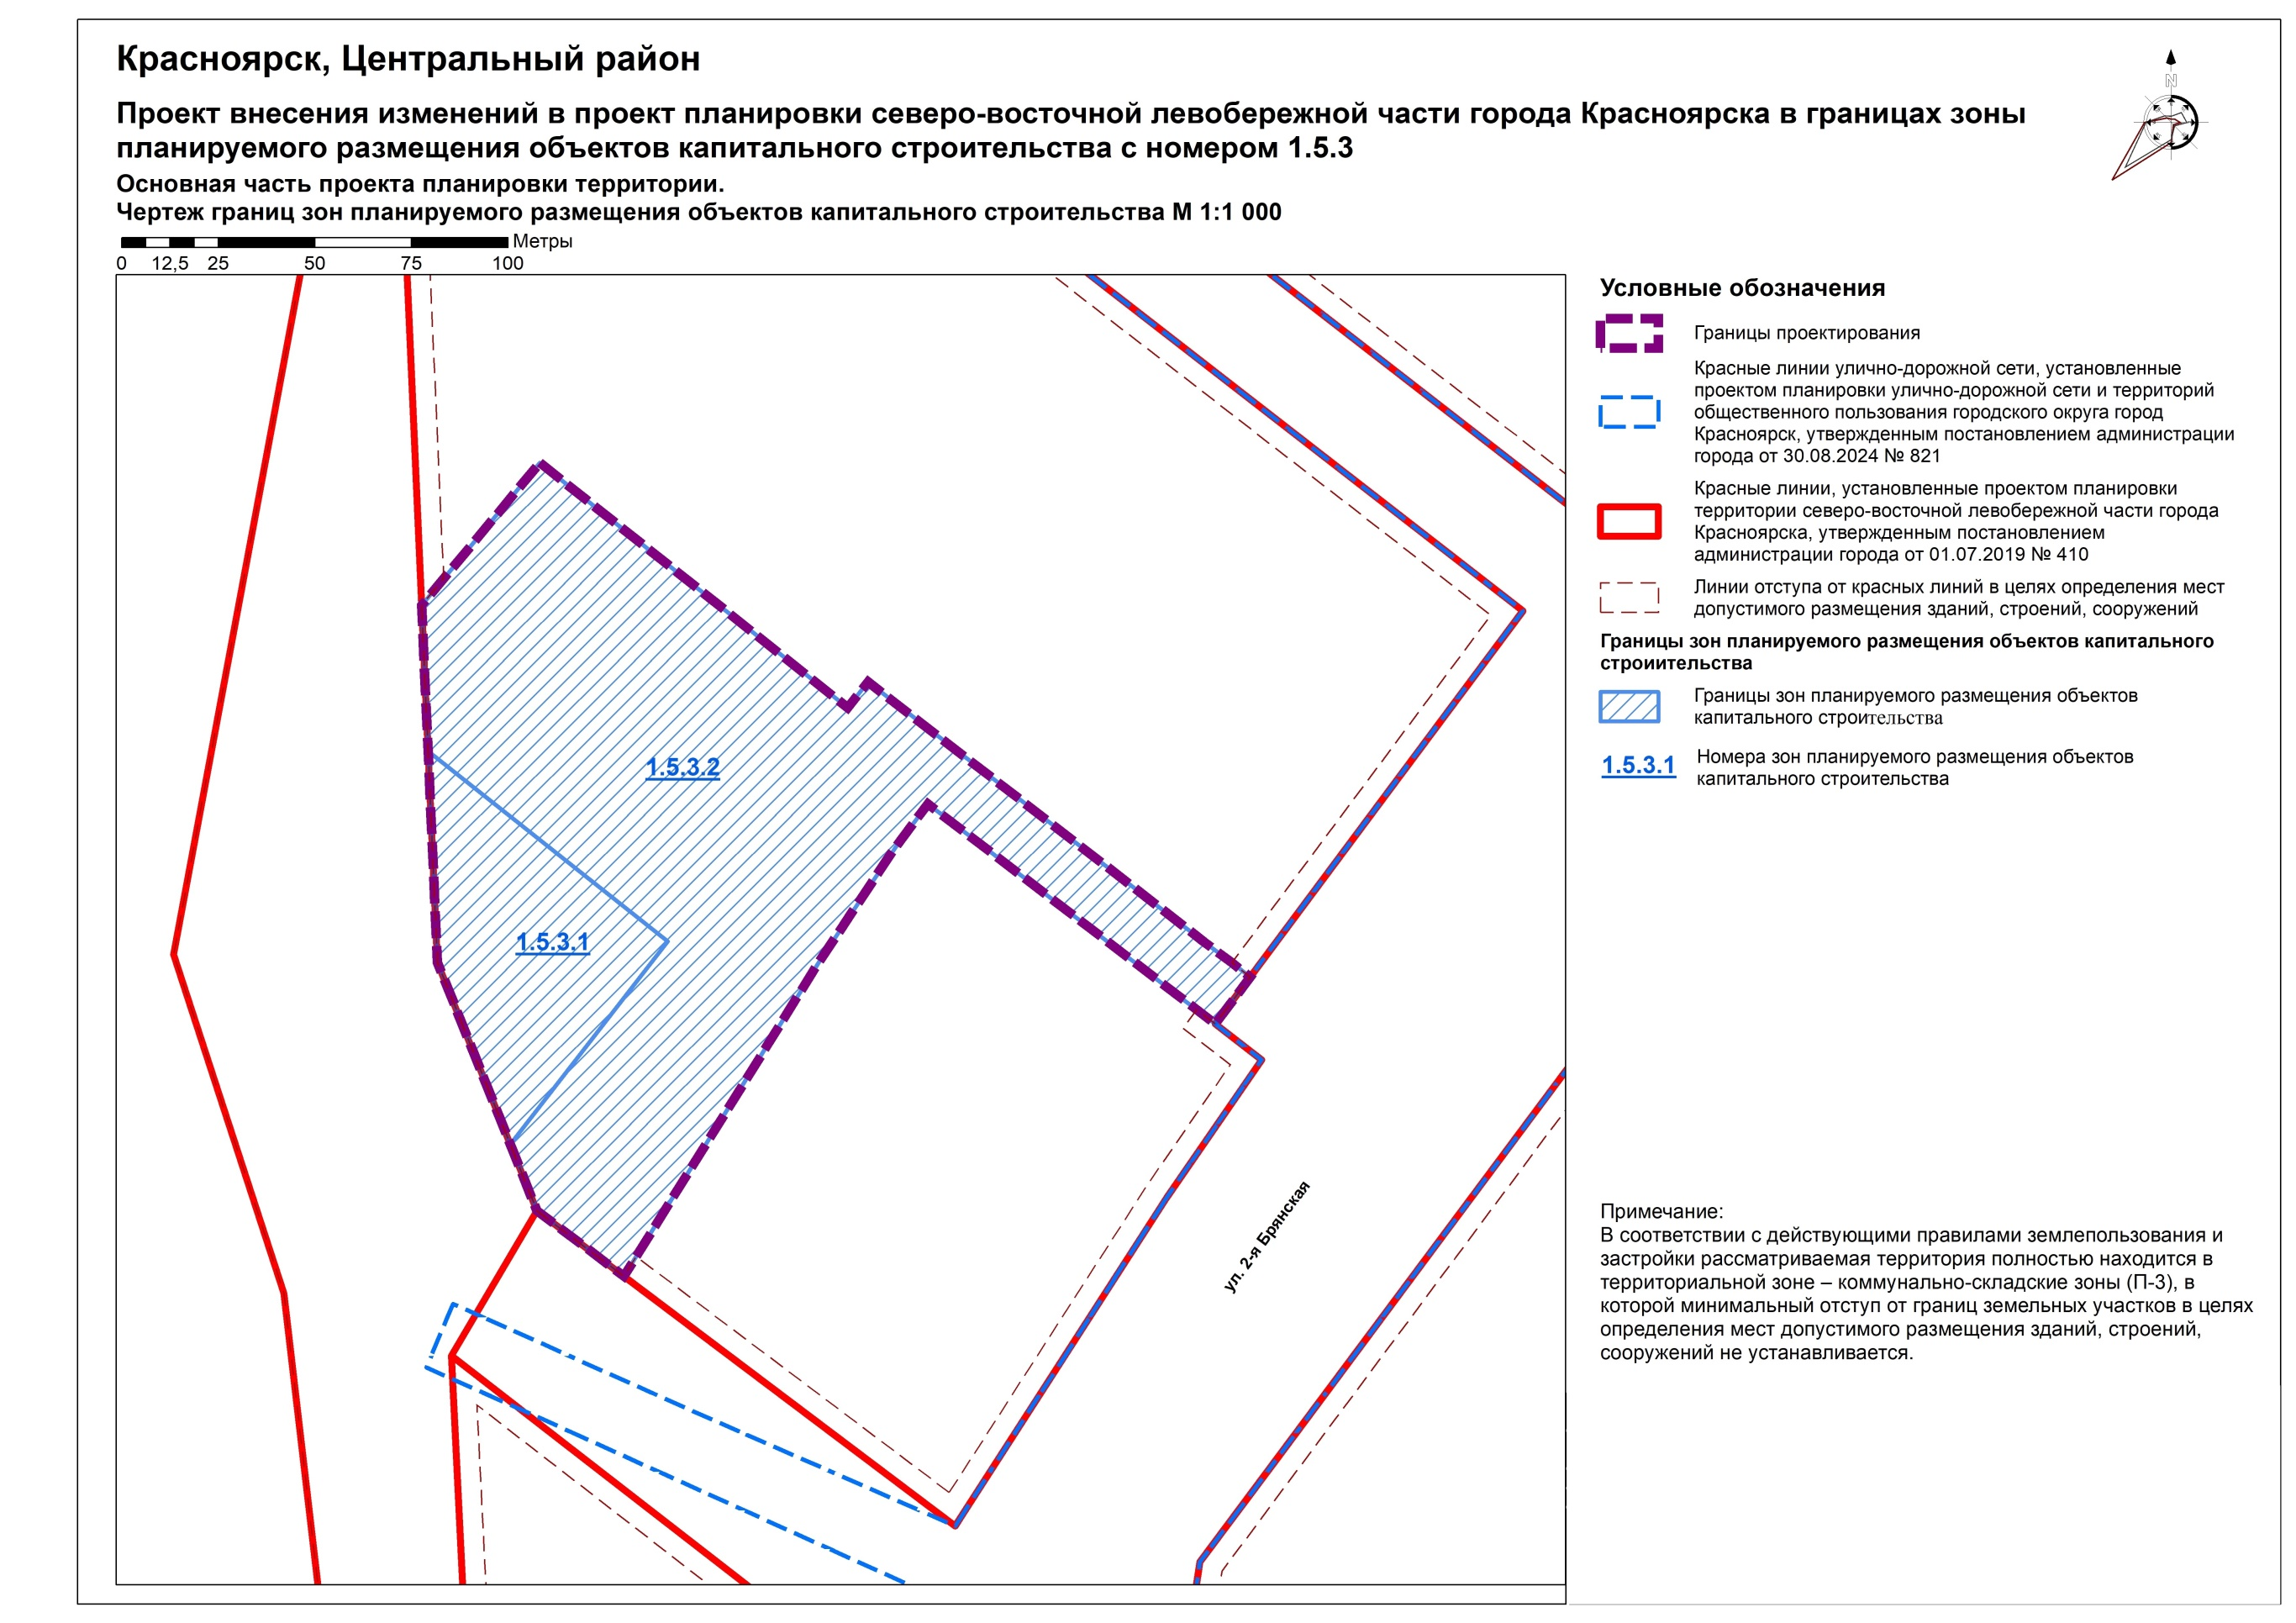 Красноярск, Центральный район
Проект внесения изменений в проект планировки северо-восточной левобережной части города Красноярска в границах зоны
планируемого размещения объектов капитального строительства с номером 1.5.3
Основная часть проекта планировки территории.
Чертеж границ зон планируемого размещения объектов капитального строительства М 1:1 000
Метры
0 12,5 25 50 75 100
N
Условные обозначения
Границы проектирования
Красные линии улично-дорожной сети, установленные
проектом планировки улично-дорожной сети и территорий
общественного пользования городского округа город
Красноярск, утвержденным постановлением администрации
города от 30.08.2024 № 821
Красные линии, установленные проектом планировки
территории северо-восточной левобережной части города
Красноярска, утвержденным постановлением
администрации города от 01.07.2019 № 410
Линии отступа от красных линий в целях определения мест
допустимого размещения зданий, строений, сооружений
Границы зон планируемого размещения объектов капитального
строиительства
Границы зон планируемого размещения объектов
капитального строительства
1.5.3.1
Номера зон планируемого размещения объектов
капитального строительства
1.5.3.2
1.5.3.1
ул. 2-я Брянская
Примечание:
В соответствии с действующими правилами землепользования и
застройки рассматриваемая территория полностью находится в
территориальной зоне – коммунально-складские зоны (П-3), в
которой минимальный отступ от границ земельных участков в целях
определения мест допустимого размещения зданий, строений,
сооружений не устанавливается.